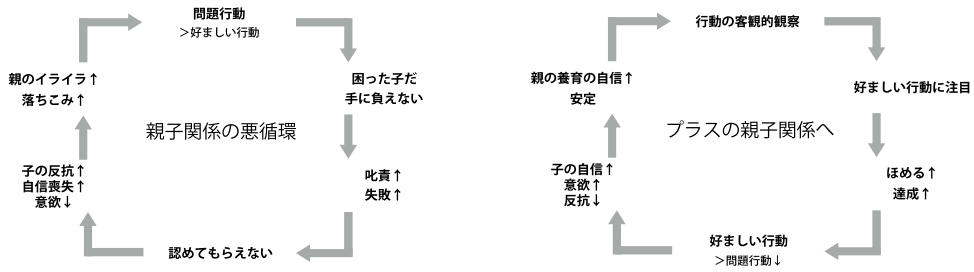 問題行動
＞好ましい行動
困った子だ
手に負えない
叱責↑
失敗↑
認めてもらえない
子の反抗↑
自信喪失↑
意欲↓
親のイライラ↑
落ちこみ↑
親子関係の悪循環
行動の客観的観察
好ましい行動に注目
ほめる↑
達成↑
好ましい行動
＞問題行動↓
子の自信↑
意欲↑
反抗↓
親の養育の自信↑
安定
プラスの親子関係へ